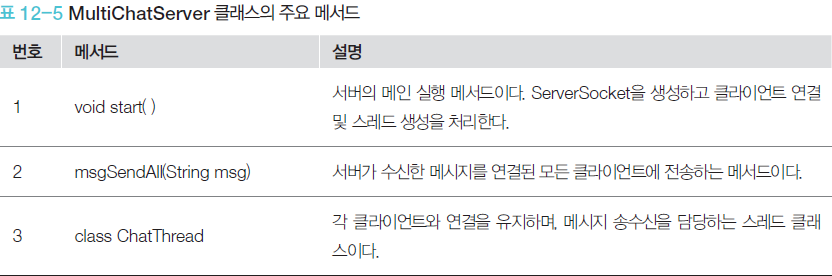 표 12-5 MultiChatServer 클래스의 주요 메서드
번호 메서드 설명
1 void start( ) 서버의 메인 실행 메서드이다. ServerSocket을 생성하고 클라이언트 연결
및 스레드 생성을 처리한다.
2 msgSendAll(String msg) 서버가 수신한 메시지를 연결된 모든 클라이언트에 전송하는 메서드이다.
3 class ChatThread 각 클라이언트와 연결을 유지하며, 메시지 송수신을 담당하는 스레드 클래
스이다.